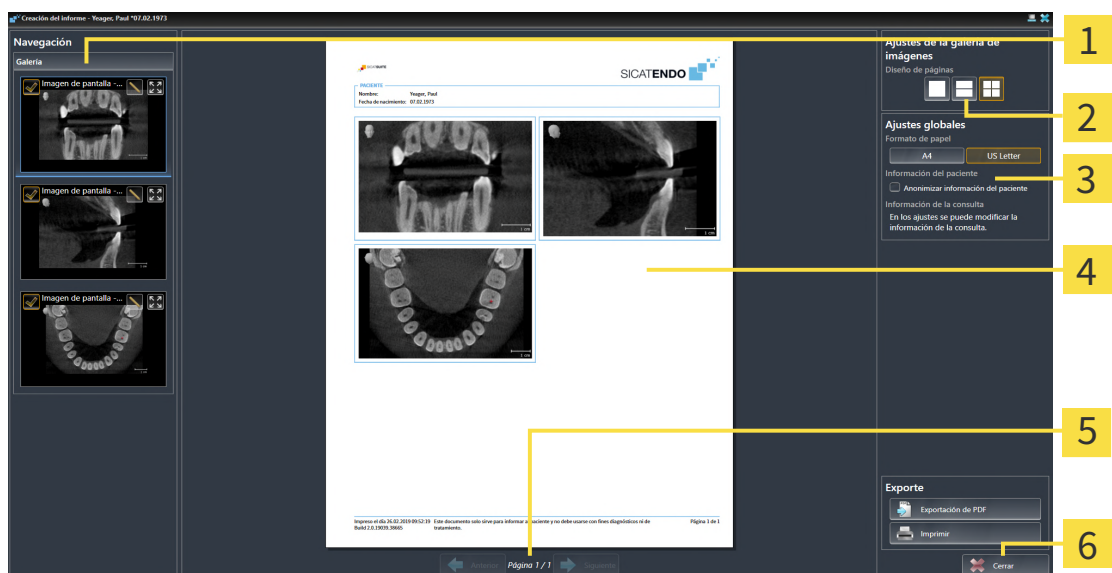 Creación del informe - Yeager, Paul *07.02.1973
Navegación
Galería
Imagen de pantalla -...
Imagen de pantalla -...
Imagen de pantalla -...
SICATENDO
PACIENTE
Nombre: Yeager, Paul
Fecha de nacimiento: 07.02.1973
1 cm
1 cm
1 cm
Impreso el día 26.02.2019 09:52:19 Este documento solo sirve para informar al paciente y no debe usarse con fines diagnósticos ni de Página 1 de 1
Build 2.0.19039.38665 tratamiento.
Anterior Página 1 / 1 Siguiente
Ajustes de la galería de
imágenes
Diseño de páginas
Ajustes globales
Formato de papel
A4 US Letter
Información del paciente
Anonimizar información del paciente
Información de la consulta
En los ajustes se puede modificar la
información de la consulta.
Exporte
Exportación de PDF
Imprimir
Cerrar
1
2
3
4
5
6